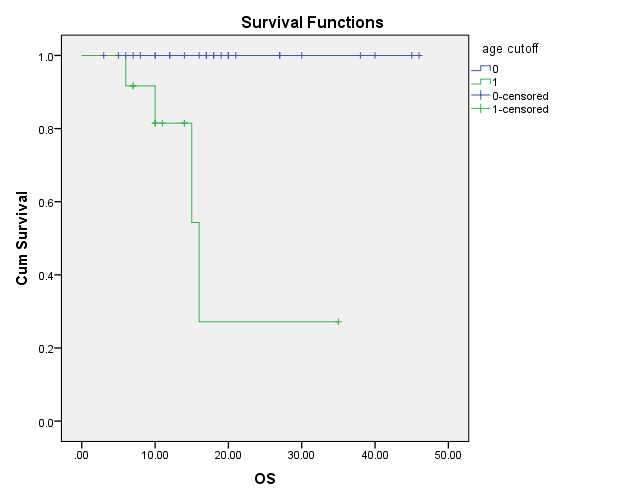 Survival Functions
age cutoff
0
1
0-censored
1-censored
Cum Survival
1.0
0.8
0.6
0.4
0.2
0.0
.00 10.00 20.00 30.00 40.00 50.00
OS